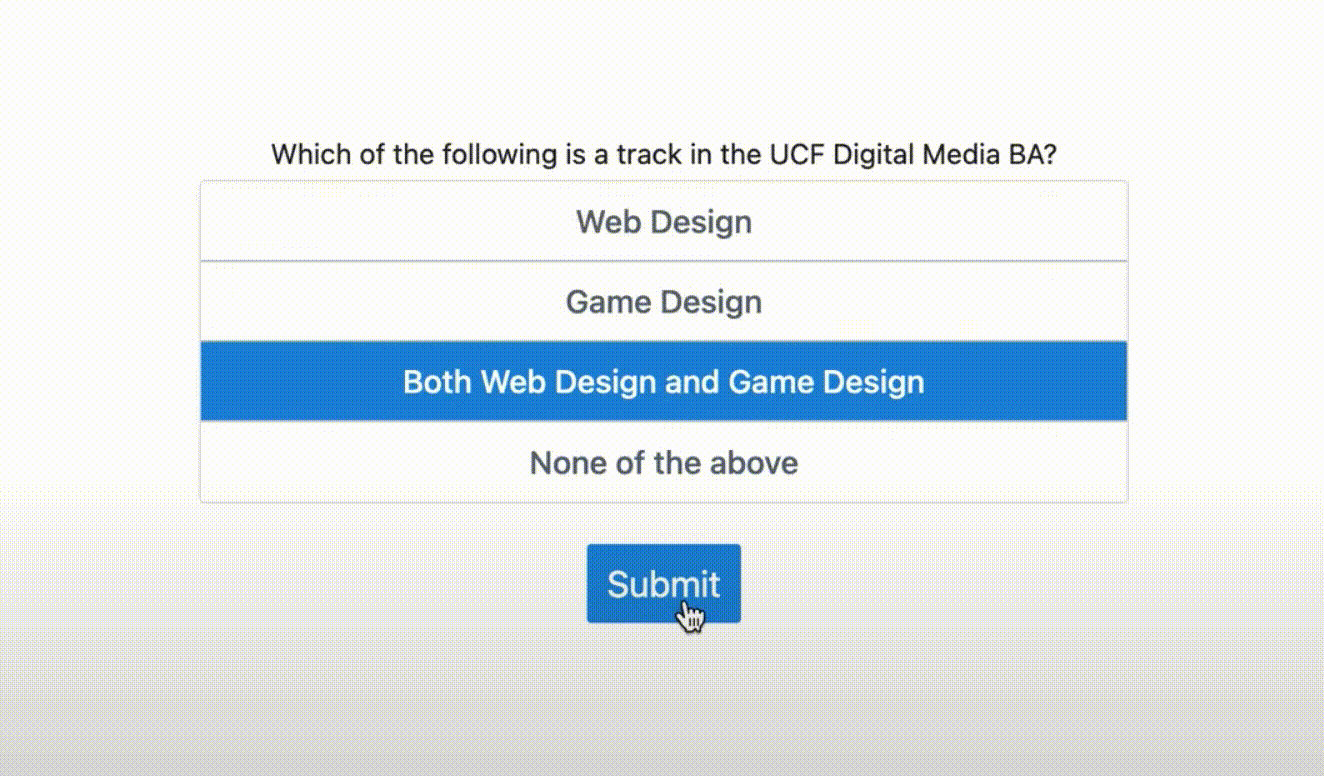 Which of the following is a track in the UCF Digital Media BA?
Web Design
Game Design
Both Web Design and Game Design
None of the above
Submit